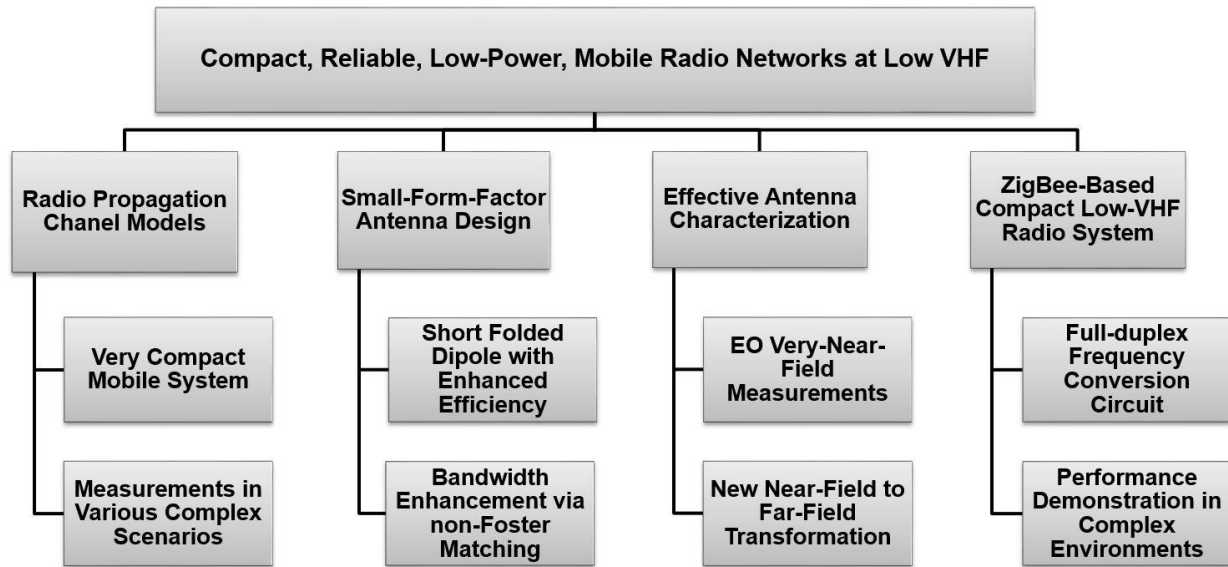 Compact, Reliable, Low-Power, Mobile Radio Networks at Low VHF
Radio Propagation
Chanel Models
Very Compact
Mobile System
Measurements in
Various Complex
Scenarios
Small-Form-Factor
Antenna Design
Short Folded
Dipole with
Enhanced
Efficiency
Bandwidth
Enhancement via
non-Foster
Matching
Effective Antenna
Characterization
EO Very-Near-
Field
Measurements
New Near-Field to
Far-Field
Transformation
ZigBee-Based
Compact Low-VHF
Radio System
Full-duplex
Frequency
Conversion
Circuit
Performance
Demonstration in
Complex
Environments